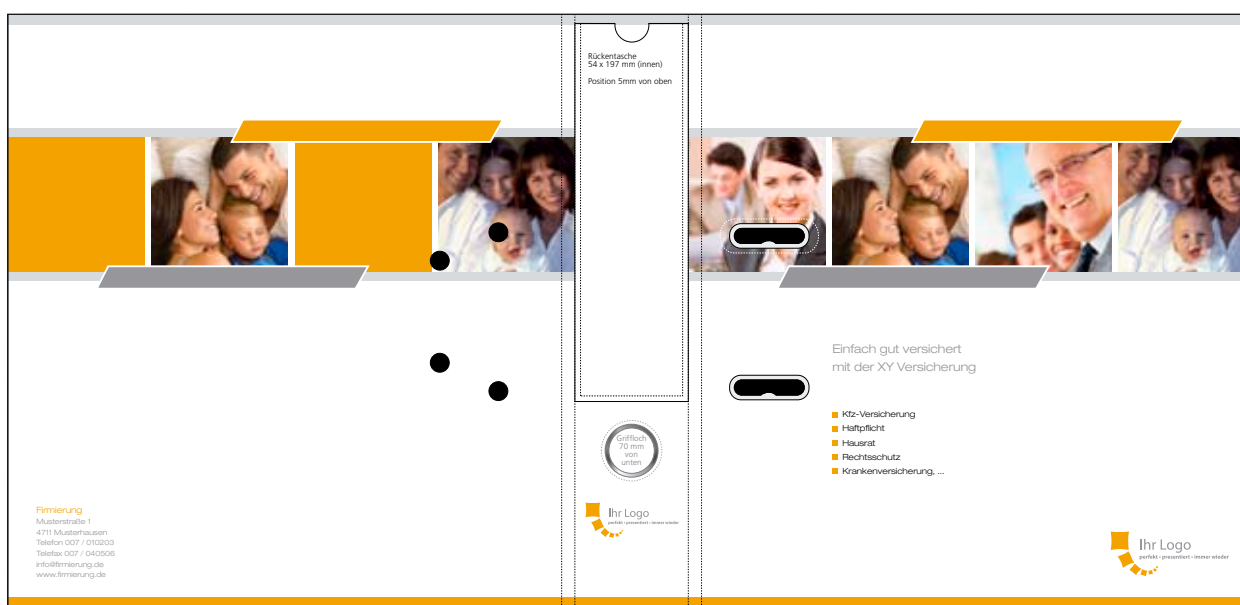 Rückentasche
54 x 197 mm (innen)
Position 5mm von oben
Einfach gut versichert
mit der XY Versicherung
Kfz-Versicherung
Haftpflicht
Hausrat
Rechtsschutz
Krankenversicherung, ...
Griffloch
70 mm
von
unten
Firmierung
Musterstraße 1
4711 Musterhausen
Telefon 007 / 010203
Telefax 007 / 040506
info@firmierung.de
www.firmierung.de
Ihr Logo
perfekt • presentiert • immer wieder
Ihr Logo
perfekt • presentiert • immer wieder